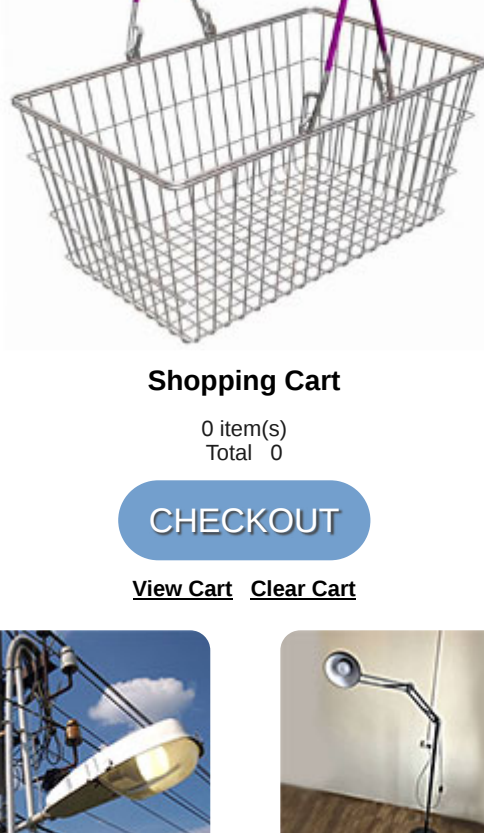 Shopping Cart
0 item(s)
Total 0
CHECKOUT
View Cart Clear Cart